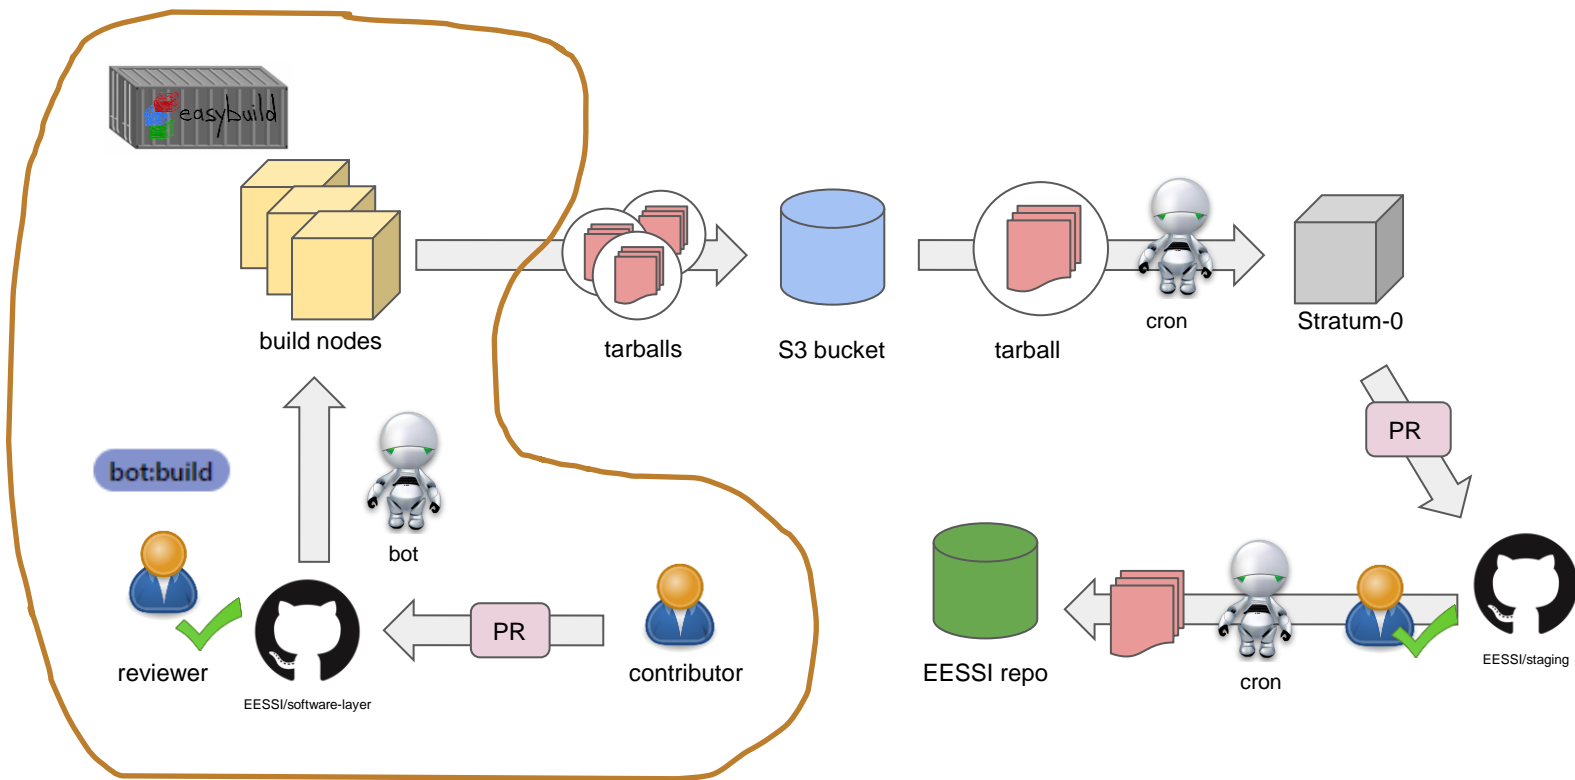 easybuild
build nodes
tarballs
S3 bucket
tarball
cron
Stratum-0
PR
bot:build
bot
reviewer
EESSI/software-layer
PR
contributor
EESSI repo
cron
EESSI/staging